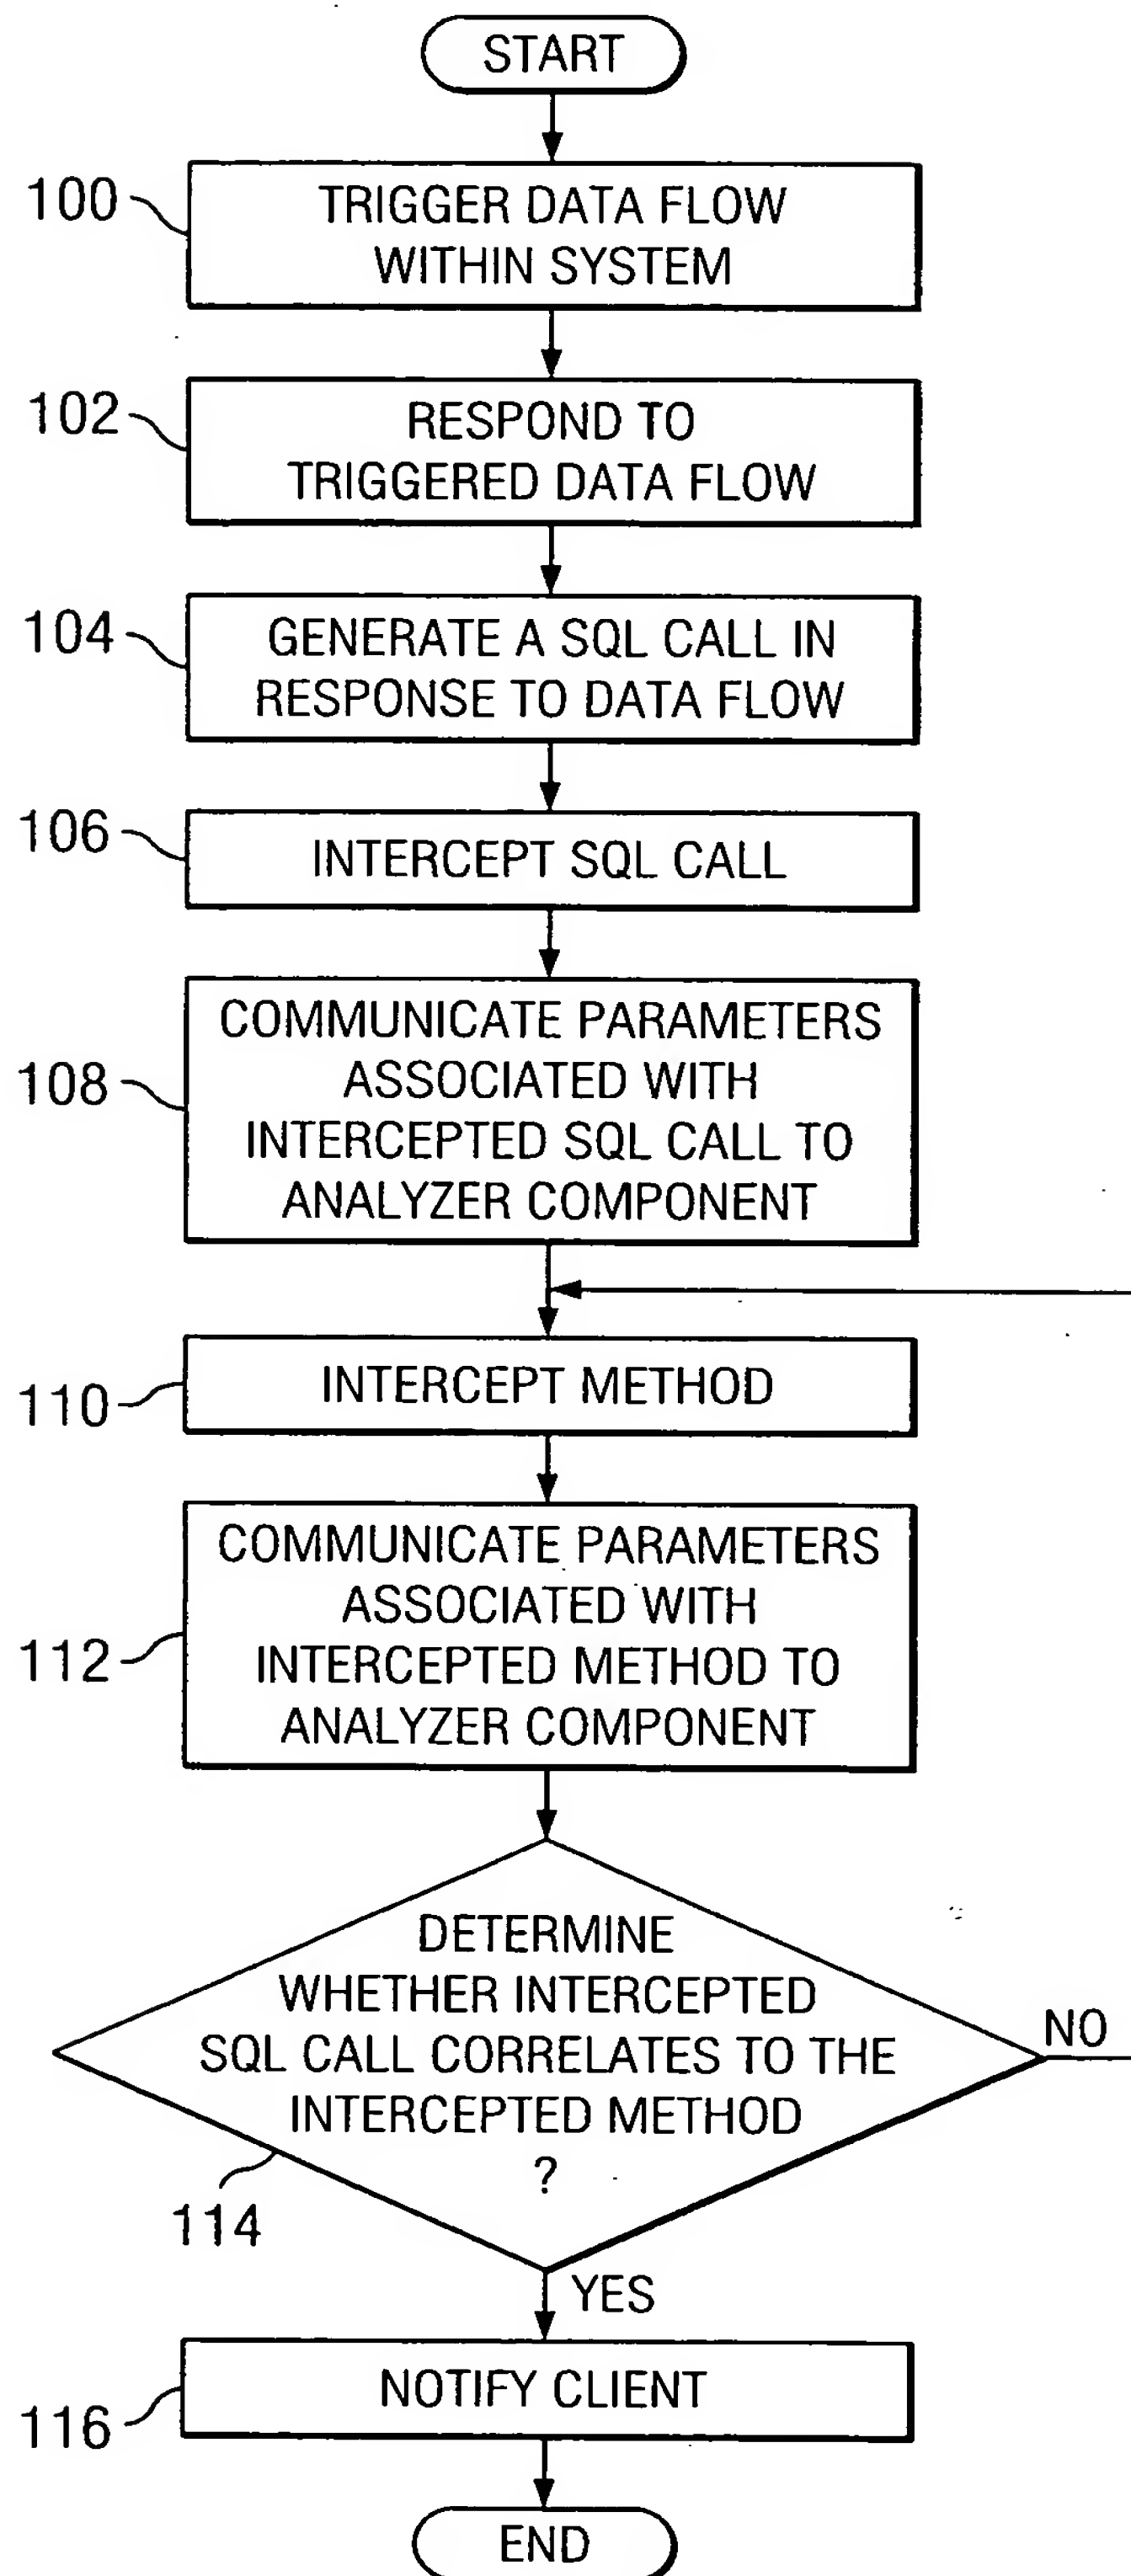 START
100
TRIGGER DATA FLOW
WITHIN SYSTEM
102
RESPOND TO
TRIGGERED DATA FLOW
104
GENERATE A SQL CALL IN
RESPONSE TO DATA FLOW
106
INTERCEPT SQL CALL
108
COMMUNICATE PARAMETERS
ASSOCIATED WITH
INTERCEPTED SQL CALL TO
ANALYZER COMPONENT
110
INTERCEPT METHOD
112
COMMUNICATE PARAMETERS
ASSOCIATED WITH
INTERCEPTED METHOD TO
ANALYZER COMPONENT
DETERMINE
WHETHER INTERCEPTED
SQL CALL CORRELATES TO THE
INTERCEPTED METHOD
?
NO
114
YES
116
NOTIFY CLIENT
END